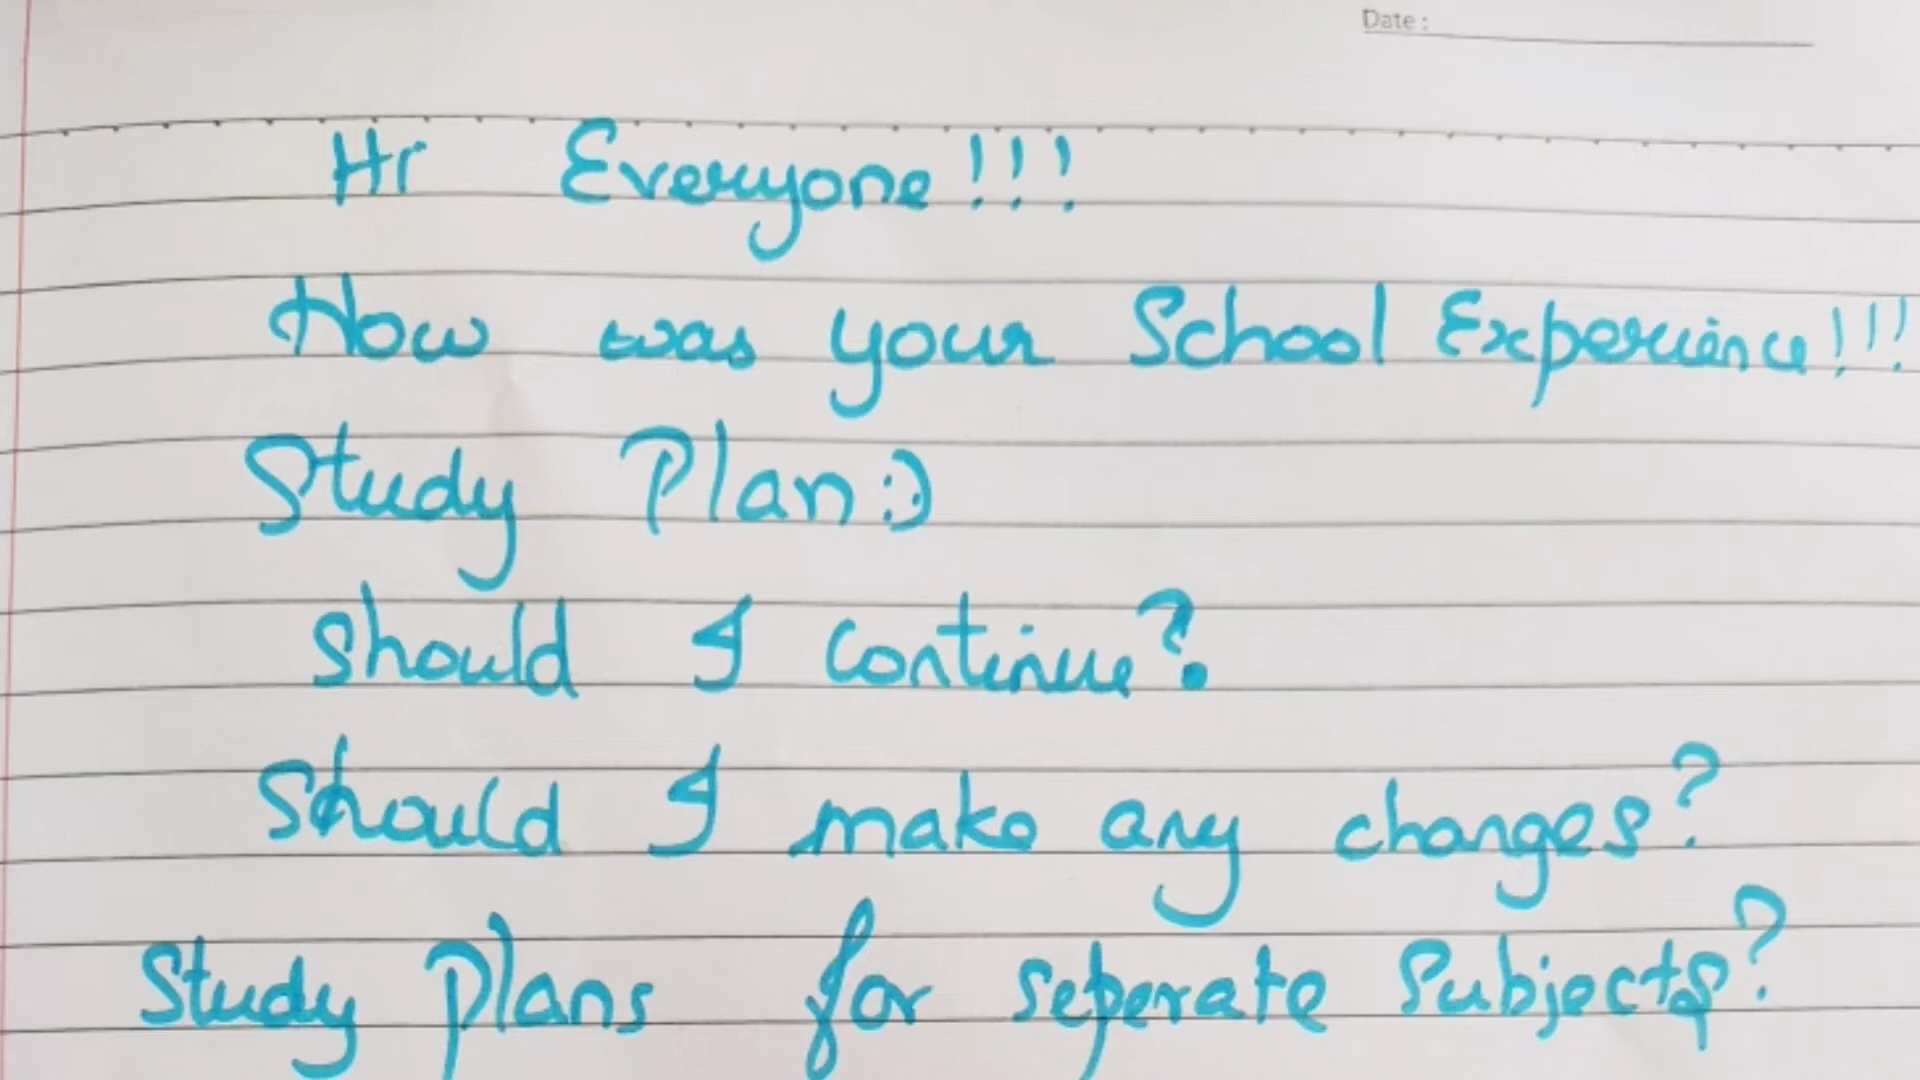 Date:
Hi Everyone!!!
How was your School Experience!!!
Study Plan:)
Should I continue?
Should I make any changes?
Study plans for seperate Subjects?